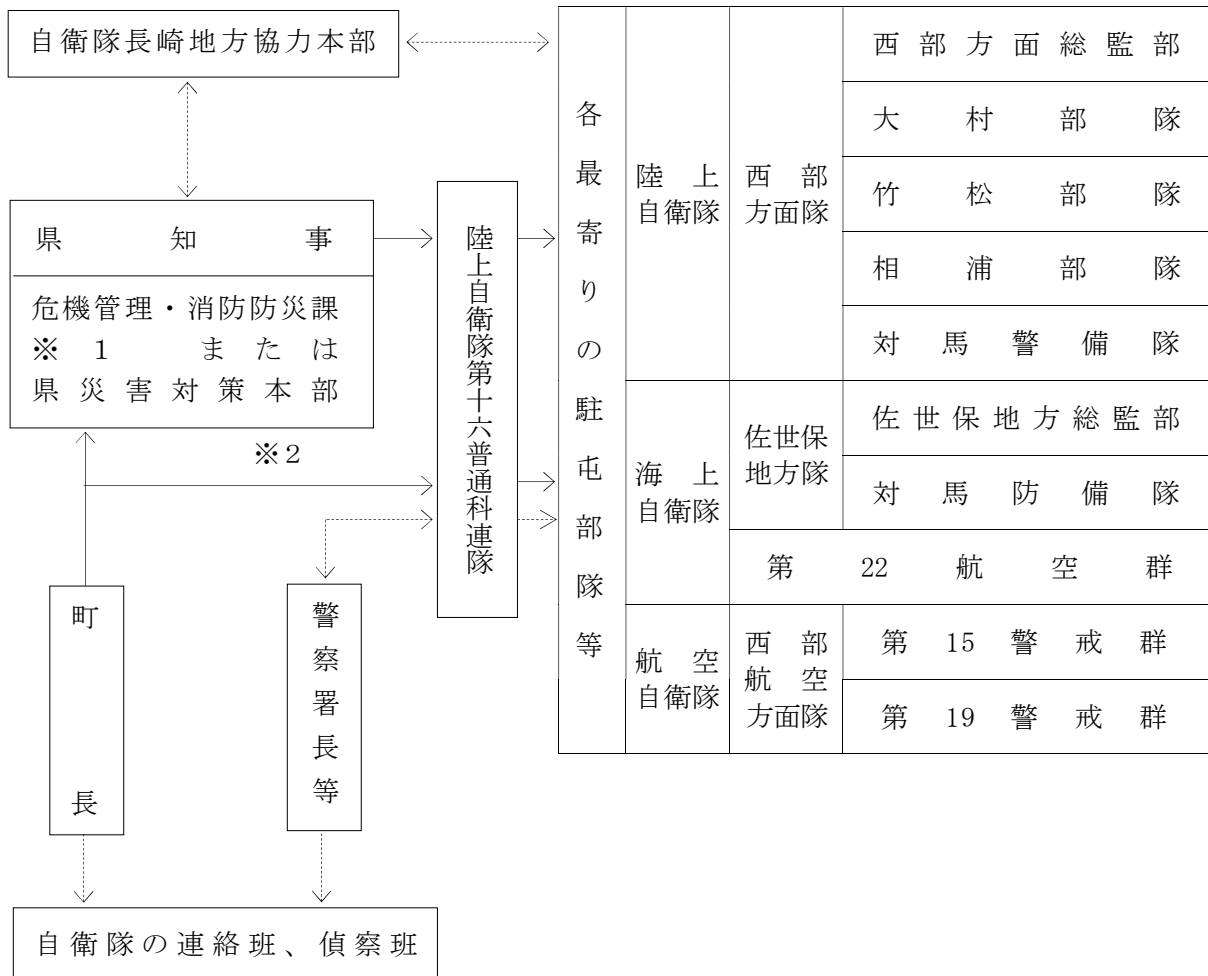 自衛隊長崎地方協力本部
県知事
危機管理・消防防災課
※1または
県災害対策本部
※2
町長
警察署長等
自衛隊の連絡班、偵察班
陸上自衛隊第十六普通科連隊
各最寄りの駐屯部隊等
陸上
自衛隊
西部
方面隊
西部方面総監部
大村部隊
竹松部隊
相浦部隊
対馬警備隊
海上
自衛隊
佐世保
地方隊
佐世保地方総監部
対馬防備隊
第22航空群
航空
自衛隊
西部
航空
方面隊
第15警戒群
第19警戒群